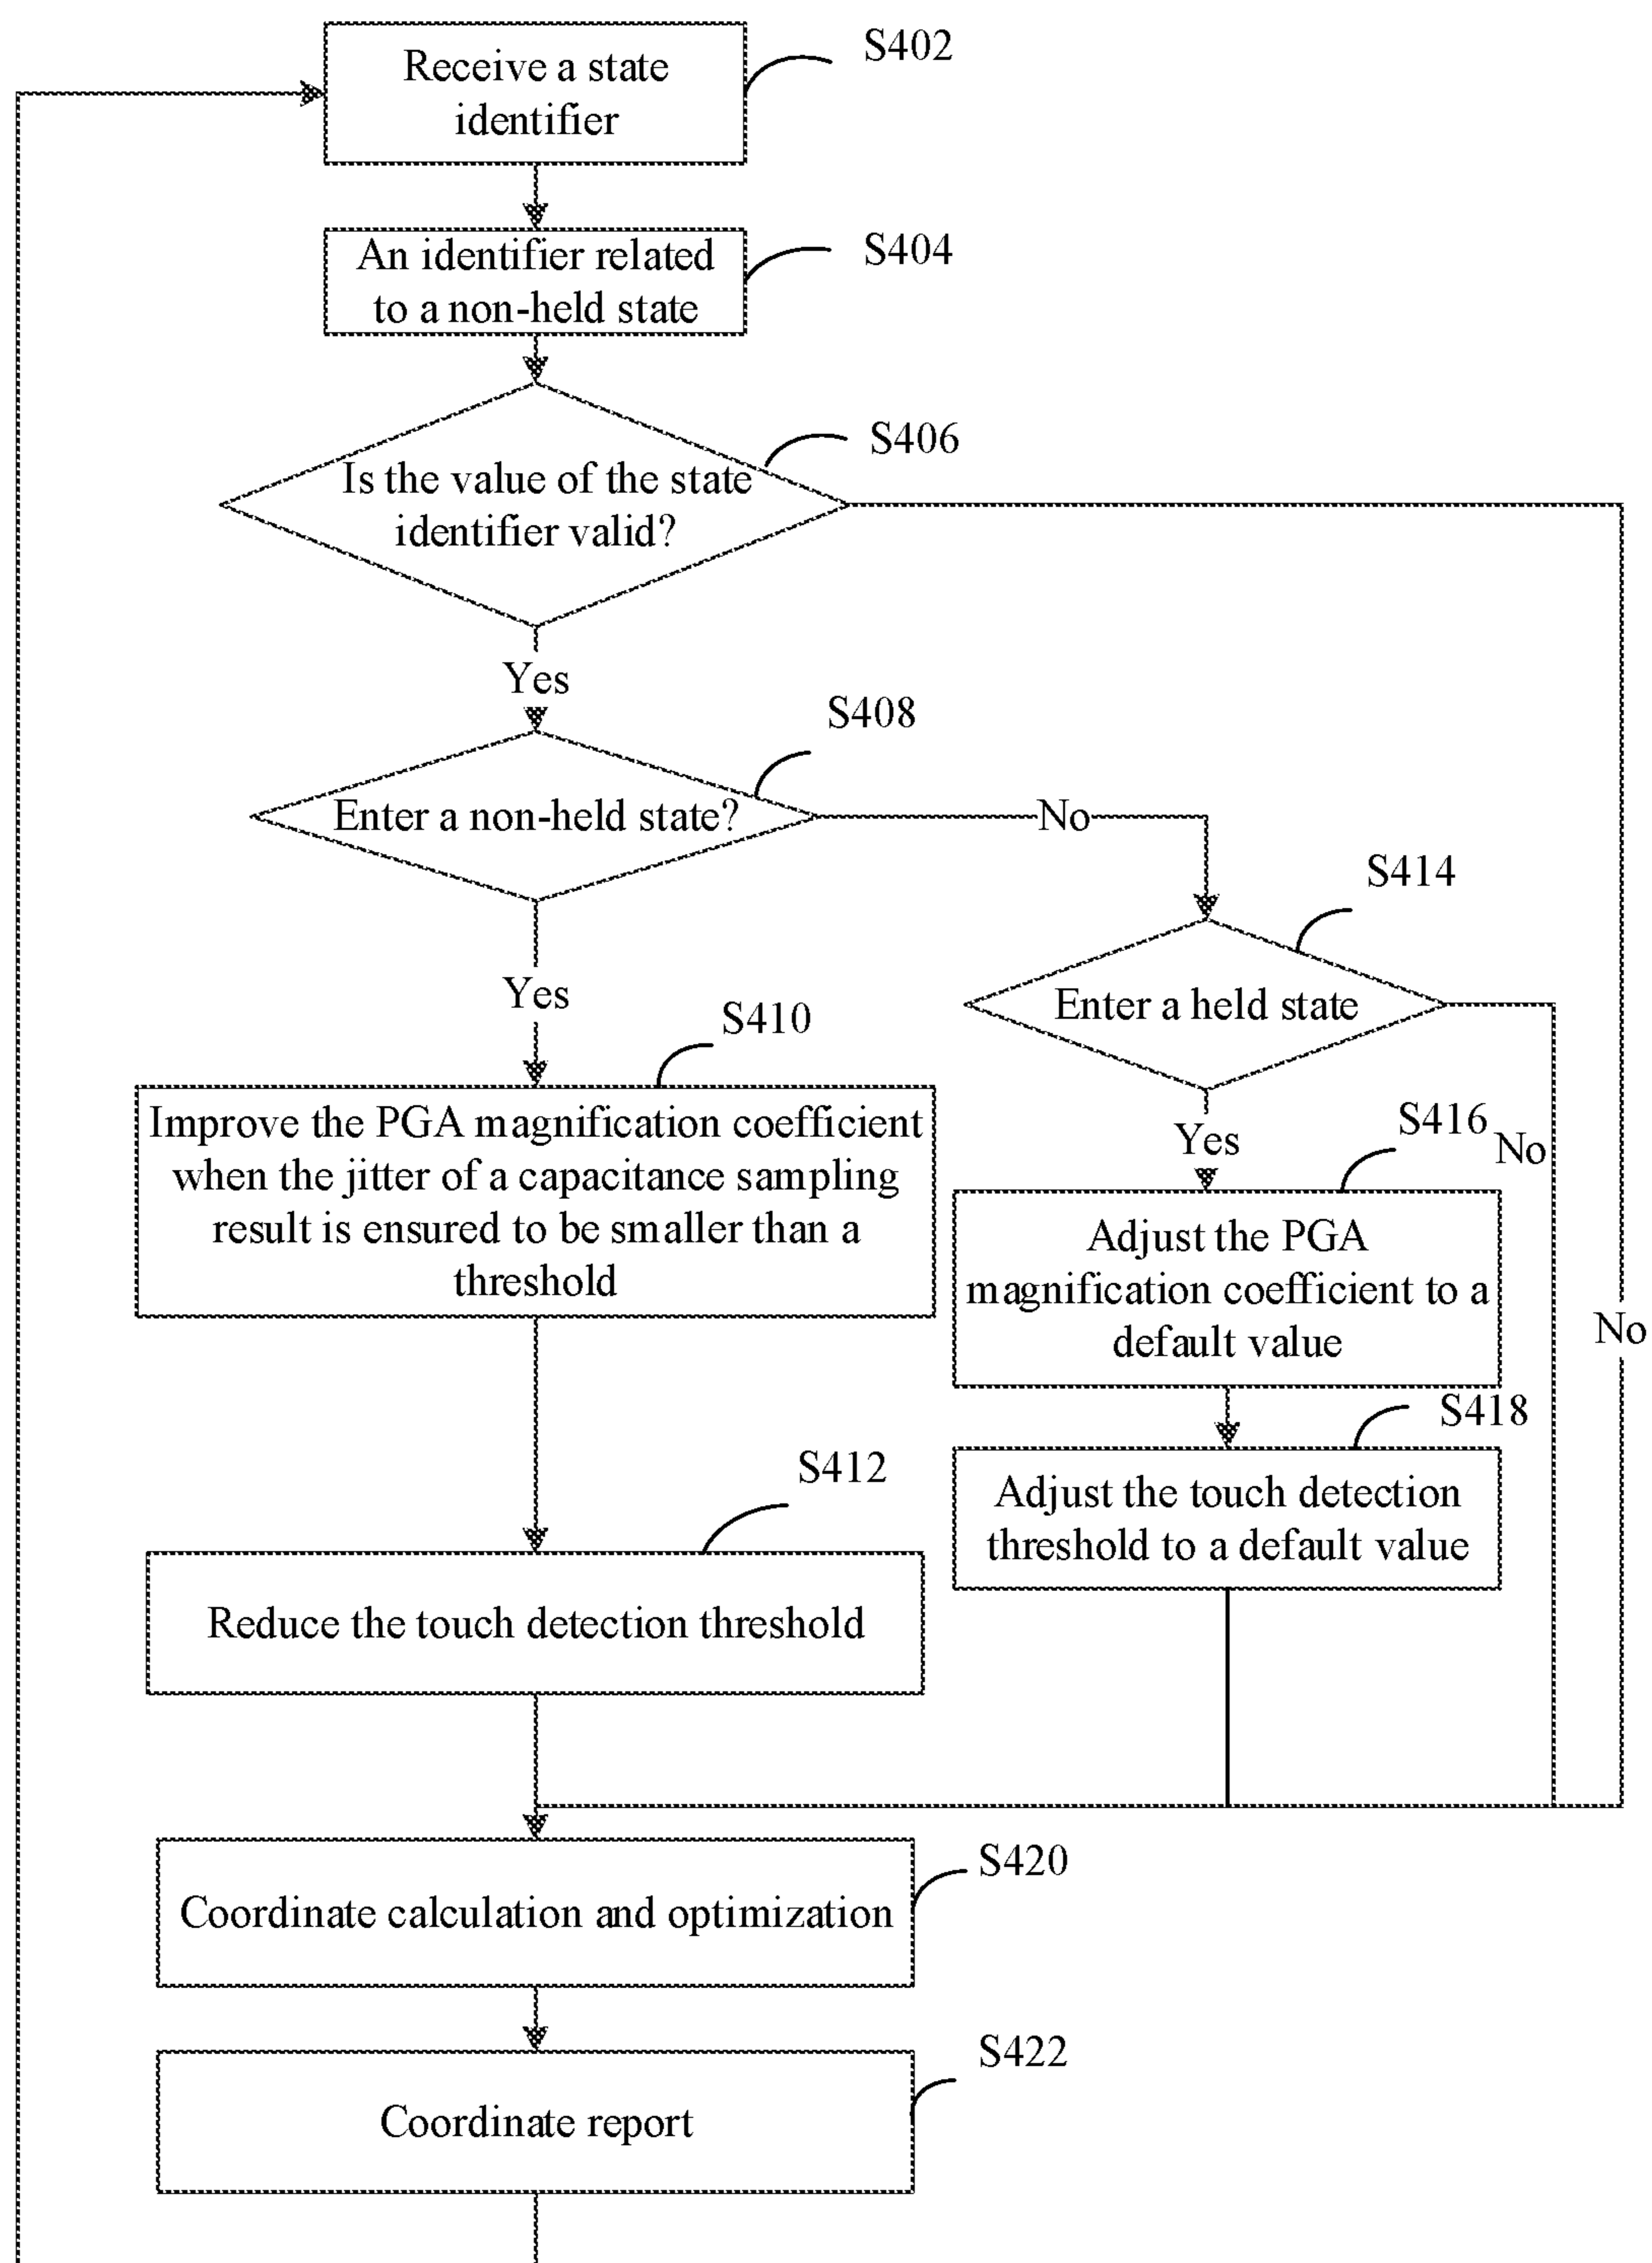 Receive a state
identifier
S402
An identifier related
to a non-held state
S404
S406
Is the value of the state
identifier valid?
Yes
S408
Enter a non-held state?
No
S414
Enter a held state
Yes
S410
Improve the PGA magnification coefficient
when the jitter of a capacitance sampling
result is ensured to be smaller than a
threshold
Yes
S416
No
Adjust the PGA
magnification coefficient to a
default value
No
S418
Adjust the touch detection
threshold to a default value
S412
Reduce the touch detection threshold
S420
Coordinate calculation and optimization
S422
Coordinate report